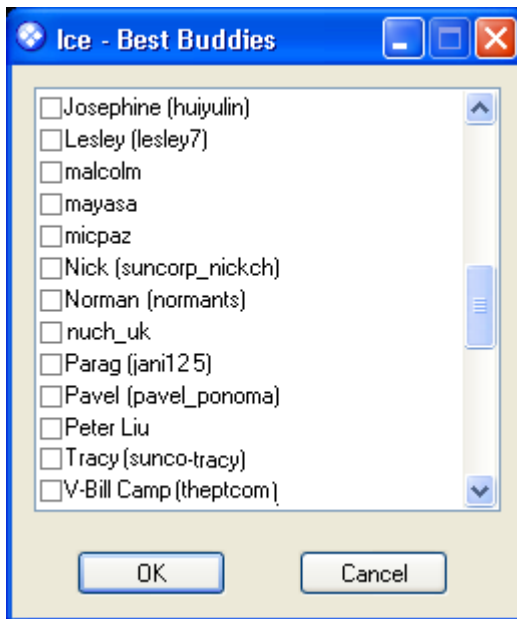 Ice - Best Buddies
Josephine (huiyulin)
Lesley (lesley7)
malcolm
mayasa
micpaz
Nick (suncorp_nickch)
Norman (normants)
nuch_uk
Parag (jani125)
Pavel (pavel_ponoma)
Peter Liu
Tracy (sunco-tracy)
V-Bill Camp (theptcom)
OK Cancel